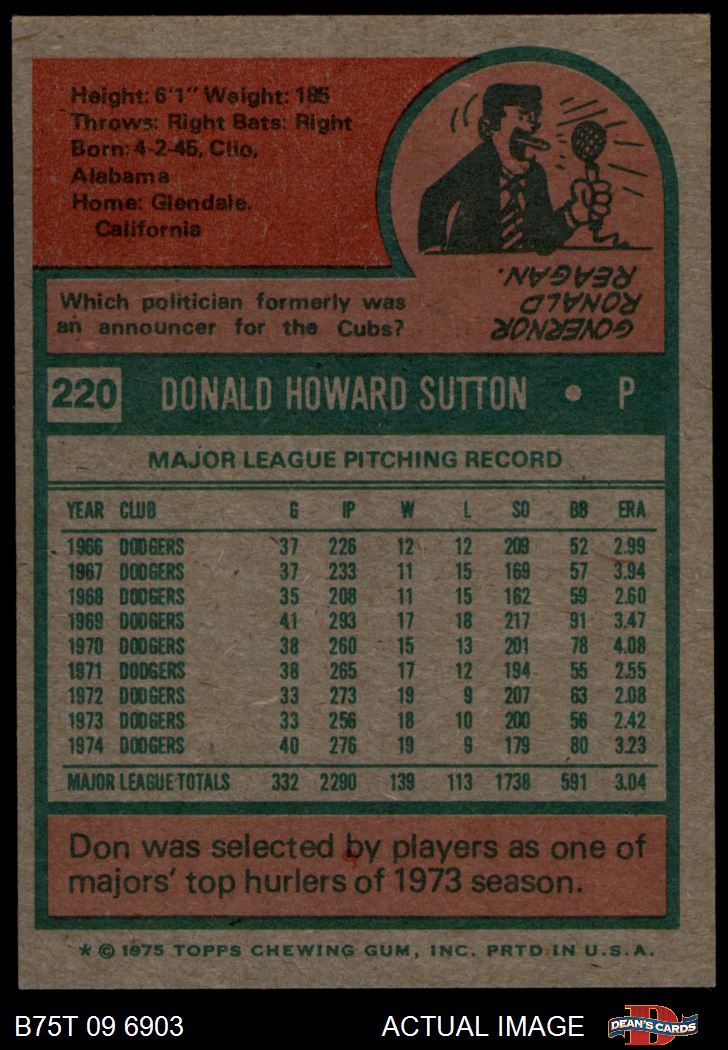 Height: 6'1" Weight: 185
Throws: Right Bats: Right
Born: 4-2-45, Clio,
Alabama
Home: Glendale,
California
Which politician formerly was
an announcer for the Cubs?
GOVERNOR
RONALD
REAGAN.
220 DONALD HOWARD SUTTON • P
MAJOR LEAGUE PITCHING RECORD
YEAR CLUB G IP W L SO BB ERA
1966 DODGERS 37 226 12 12 209 52 2.99
1967 DODGERS 37 233 11 15 169 57 3.94
1968 DODGERS 35 208 11 15 162 59 2.60
1969 DODGERS 41 293 17 18 217 91 3.47
1970 DODGERS 38 260 15 13 201 78 4.08
1971 DODGERS 38 265 17 12 194 55 2.55
1972 DODGERS 33 273 19 9 207 63 2.08
1973 DODGERS 33 256 18 10 200 56 2.42
1974 DODGERS 40 276 19 9 179 80 3.23
MAJOR LEAGUE TOTALS 332 2290 139 113 1738 591 3.04
Don was selected by players as one of
majors' top hurlers of 1973 season.
* © 1975 TOPPS CHEWING GUM, INC. PRTD. IN U.S.A.
B75T 09 6903 ACTUAL IMAGE D DEAN'S CARDS